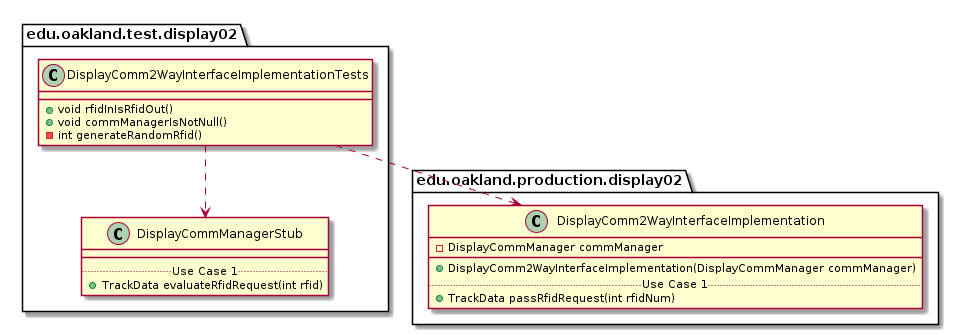 edu.oakland.test.display02
C DisplayComm2WayInterfaceImplementationTests
void rfidInIsRfidOut()
void commManagerIsNotNull()
int generateRandomRfid()
C DisplayCommManagerStub
Use Case 1
TrackData evaluateRfidRequest(int rfid)
edu.oakland.production.display02
C DisplayComm2WayInterfaceImplementation
DisplayCommManager commManager
DisplayComm2WayInterfaceImplementation(DisplayCommManager commManager)
Use Case 1
TrackData passRfidRequest(int rfidNum)